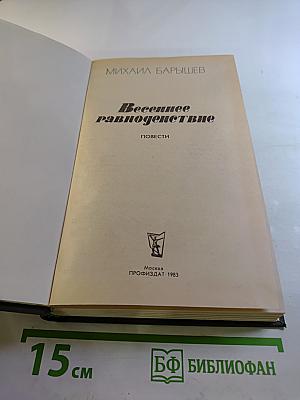 МИХАИЛ БАРЫШЕВ
Весеннее
равноденствие
ПОВЕСТИ
Москва
ПРОФИЗДАТ·1983
15 см
БФ БИБЛИОФАН